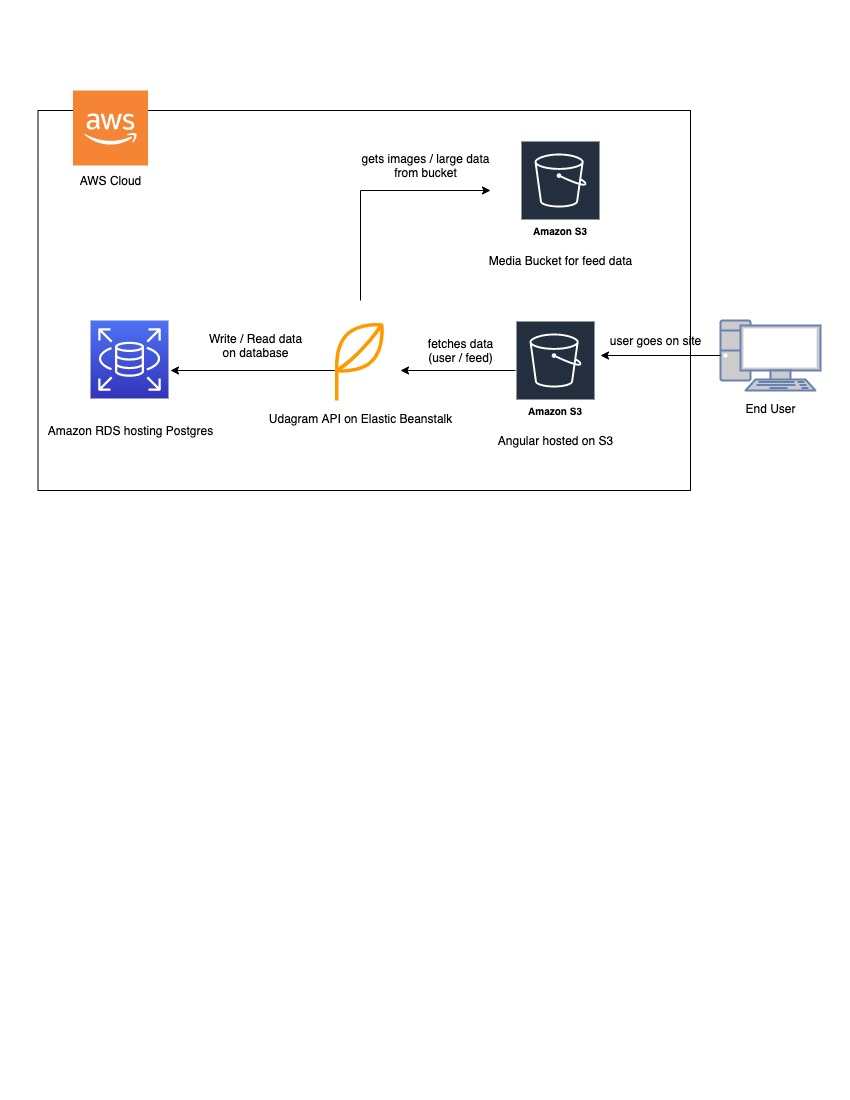 aws
AWS Cloud
gets images / large data
from bucket
Amazon S3
Media Bucket for feed data
Write / Read data
on database
fetches data
(user / feed)
user goes on site
Amazon S3
End User
Udagram API on Elastic Beanstalk
Amazon RDS hosting Postgres
Angular hosted on S3